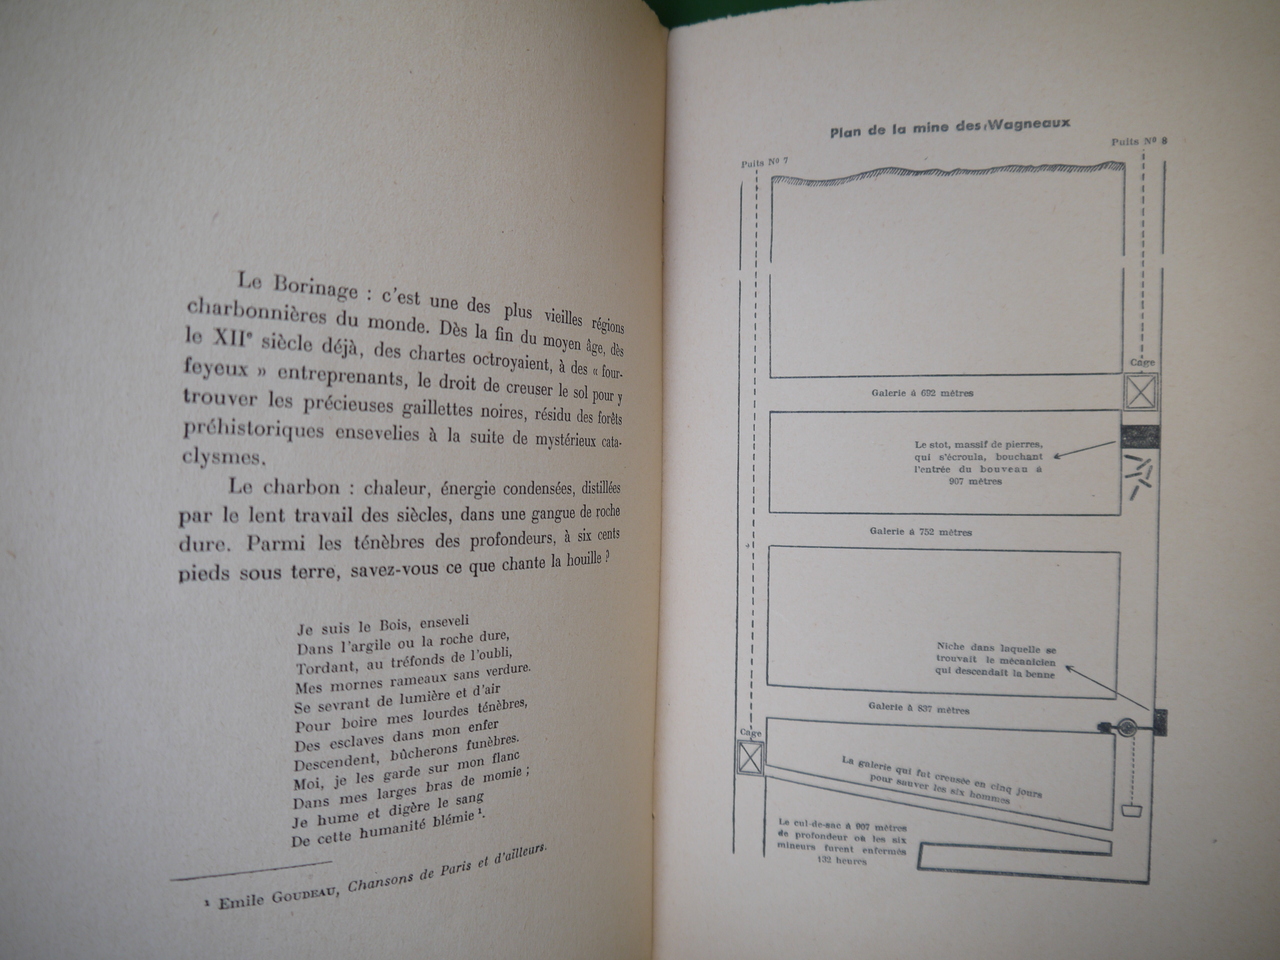 Le Borinage : c'est une des plus vieilles régions
charbonnières du monde. Dès la fin du moyen âge, dès
le XIIe siècle déjà, des chartes octroyaient, à des « four-
feyeux » entreprenants, le droit de creuser le sol pour y
trouver les précieuses gaillettes noires, résidu des forêts
préhistoriques ensevelies à la suite de mystérieux cata-
clysmes.
Le charbon : chaleur, énergie condensées, distillées
par le lent travail des siècles, dans une gangue de roche
dure. Parmi les ténèbres des profondeurs, à six cents
pieds sous terre, savez-vous ce que chante la houille ?
Je suis le Bois, enseveli
Dans l'argile ou la roche dure,
Tordant, au tréfonds de l'oubli,
Mes mornes rameaux sans verdure.
Se sevrant de lumière et d'air
Pour boire mes lourdes ténèbres,
Des esclaves dans mon enfer
Descendent, bûcherons funèbres.
Moi, je les garde sur mon flanc
Dans mes larges bras de momie ;
Je hume et digère le sang
De cette humanité blémie 1.
1 Emile GOUDEAU, Chansons de Paris et d'ailleurs.
Plan de la mine des Wagneaux
Puits No 7
Puits No 8
Cage
Galerie à 692 mètres
Le stot, massif de pierres,
qui s'écroula, bouchant
l'entrée du bouveau à
907 mètres
Galerie à 752 mètres
Niche dans laquelle se
trouvait le mécanicien
qui descendait la benne
Galerie à 837 mètres
Cage
La galerie qui fut creusée en cinq jours
pour sauver les six hommes
Le cul-de-sac à 907 mètres
de profondeur où les six
mineurs furent enfermés
132 heures